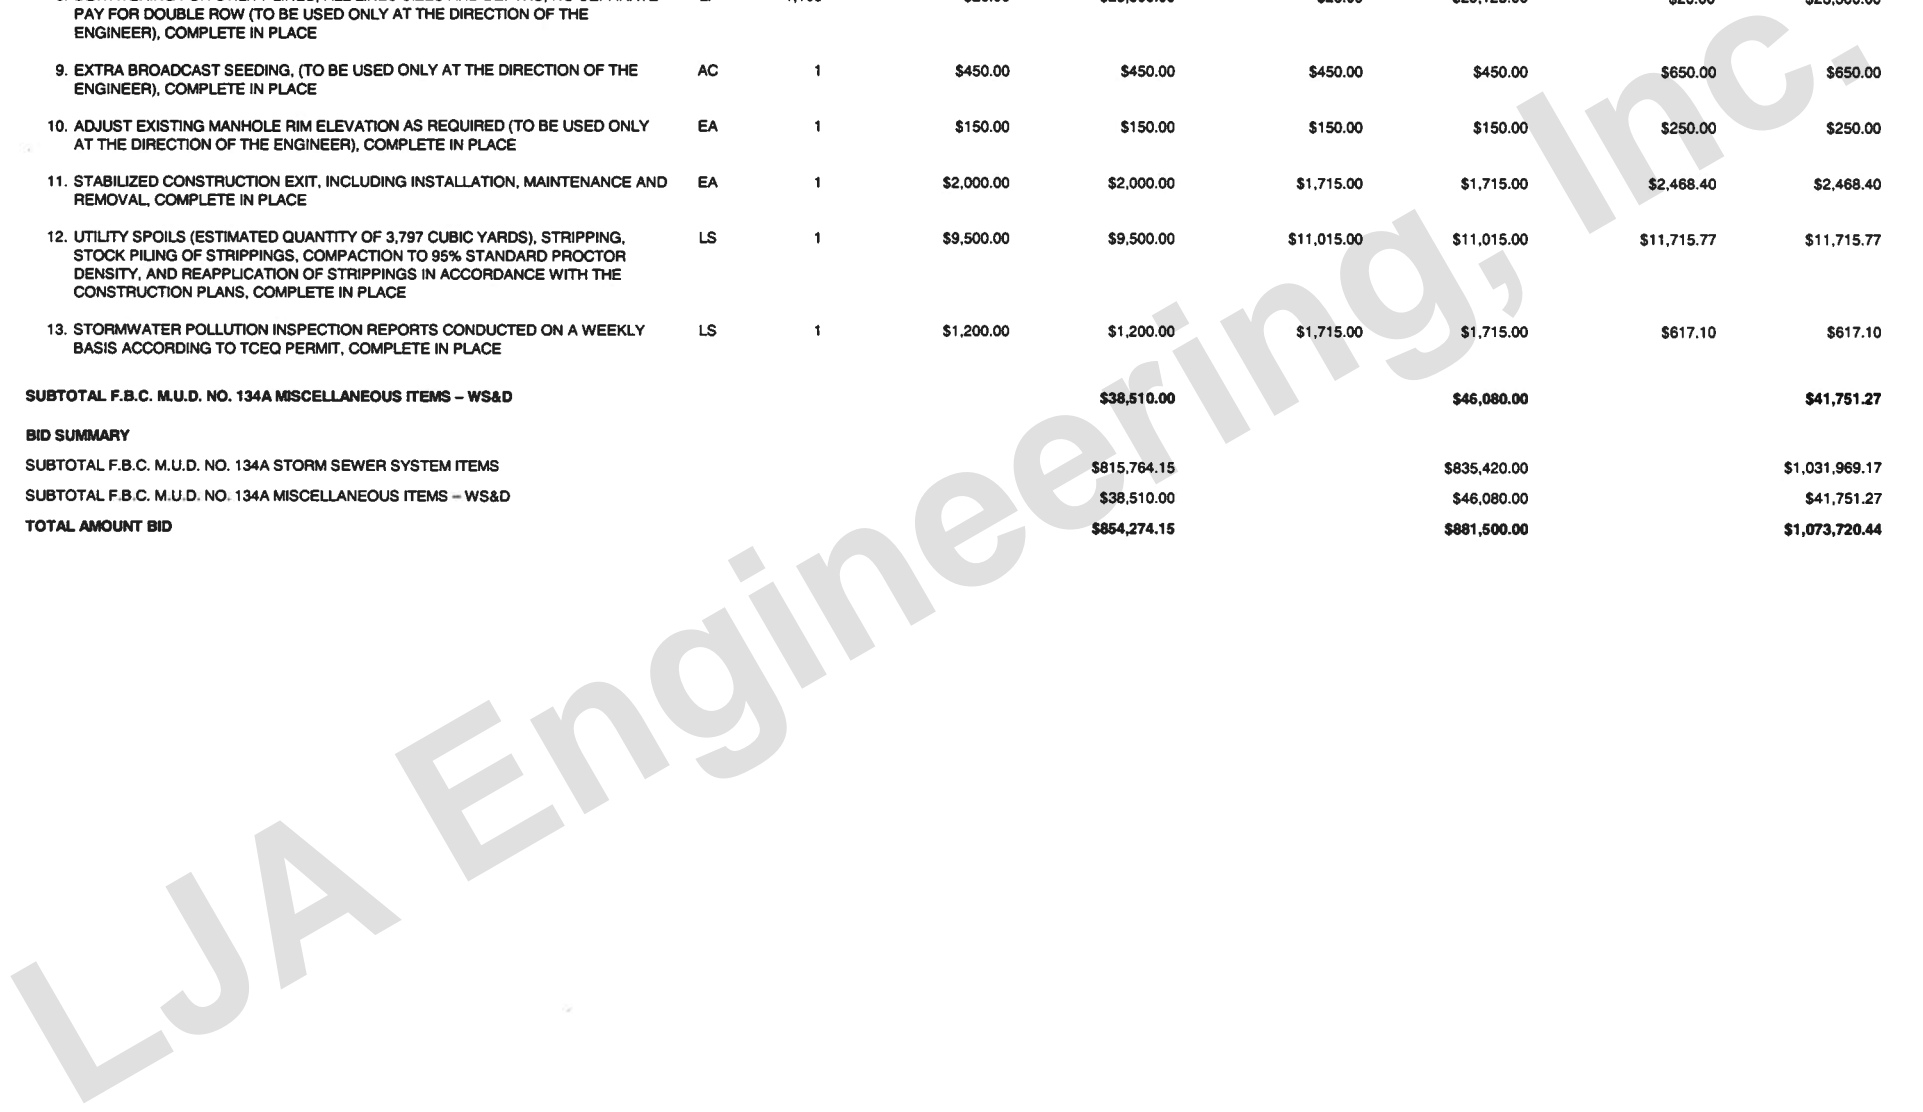 PAY FOR DOUBLE ROW (TO BE USED ONLY AT THE DIRECTION OF THE
ENGINEER), COMPLETE IN PLACE
9. EXTRA BROADCAST SEEDING, (TO BE USED ONLY AT THE DIRECTION OF THE AC 1 $450.00 $450.00 $450.00 $450.00 $650.00 $650.00
ENGINEER), COMPLETE IN PLACE
10. ADJUST EXISTING MANHOLE RIM ELEVATION AS REQUIRED (TO BE USED ONLY EA 1 $150.00 $150.00 $150.00 $150.00 $250.00 $250.00
AT THE DIRECTION OF THE ENGINEER), COMPLETE IN PLACE
11. STABILIZED CONSTRUCTION EXIT, INCLUDING INSTALLATION, MAINTENANCE AND EA 1 $2,000.00 $2,000.00 $1,715.00 $1,715.00 $2,468.40 $2,468.40
REMOVAL, COMPLETE IN PLACE
12. UTILITY SPOILS (ESTIMATED QUANTITY OF 3,797 CUBIC YARDS), STRIPPING, LS 1 $9,500.00 $9,500.00 $11,015.00 $11,015.00 $11,715.77 $11,715.77
STOCK PILING OF STRIPPINGS, COMPACTION TO 95% STANDARD PROCTOR
DENSITY, AND REAPPLICATION OF STRIPPINGS IN ACCORDANCE WITH THE
CONSTRUCTION PLANS, COMPLETE IN PLACE
13. STORMWATER POLLUTION INSPECTION REPORTS CONDUCTED ON A WEEKLY LS 1 $1,200.00 $1,200.00 $1,715.00 $1,715.00 $617.10 $617.10
BASIS ACCORDING TO TCEQ PERMIT, COMPLETE IN PLACE
SUBTOTAL F.B.C. M.U.D. NO. 134A MISCELLANEOUS ITEMS – WS&D $38,510.00 $46,080.00 $41,751.27
BID SUMMARY
SUBTOTAL F.B.C. M.U.D. NO. 134A STORM SEWER SYSTEM ITEMS $815,764.15 $835,420.00 $1,031,969.17
SUBTOTAL F.B.C. M.U.D. NO. 134A MISCELLANEOUS ITEMS – WS&D $38,510.00 $46,080.00 $41,751.27
TOTAL AMOUNT BID $854,274.15 $881,500.00 $1,073,720.44
LJA Engineering, Inc.